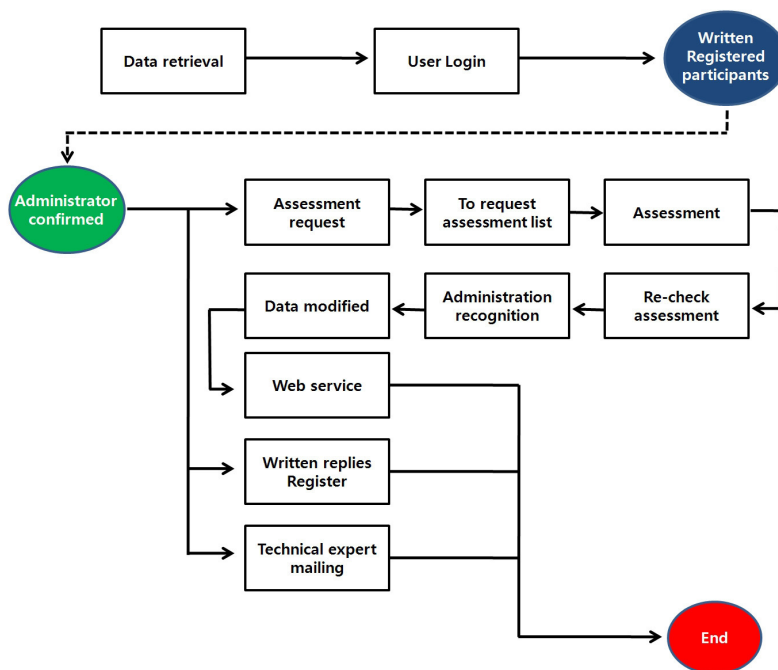 Data retrieval
User Login
Written
Registered
participants
Administrator
confirmed
Assessment
request
To request
assessment list
Assessment
Data modified
Administration
recognition
Re-check
assessment
Web service
Written replies
Register
Technical expert
mailing
End